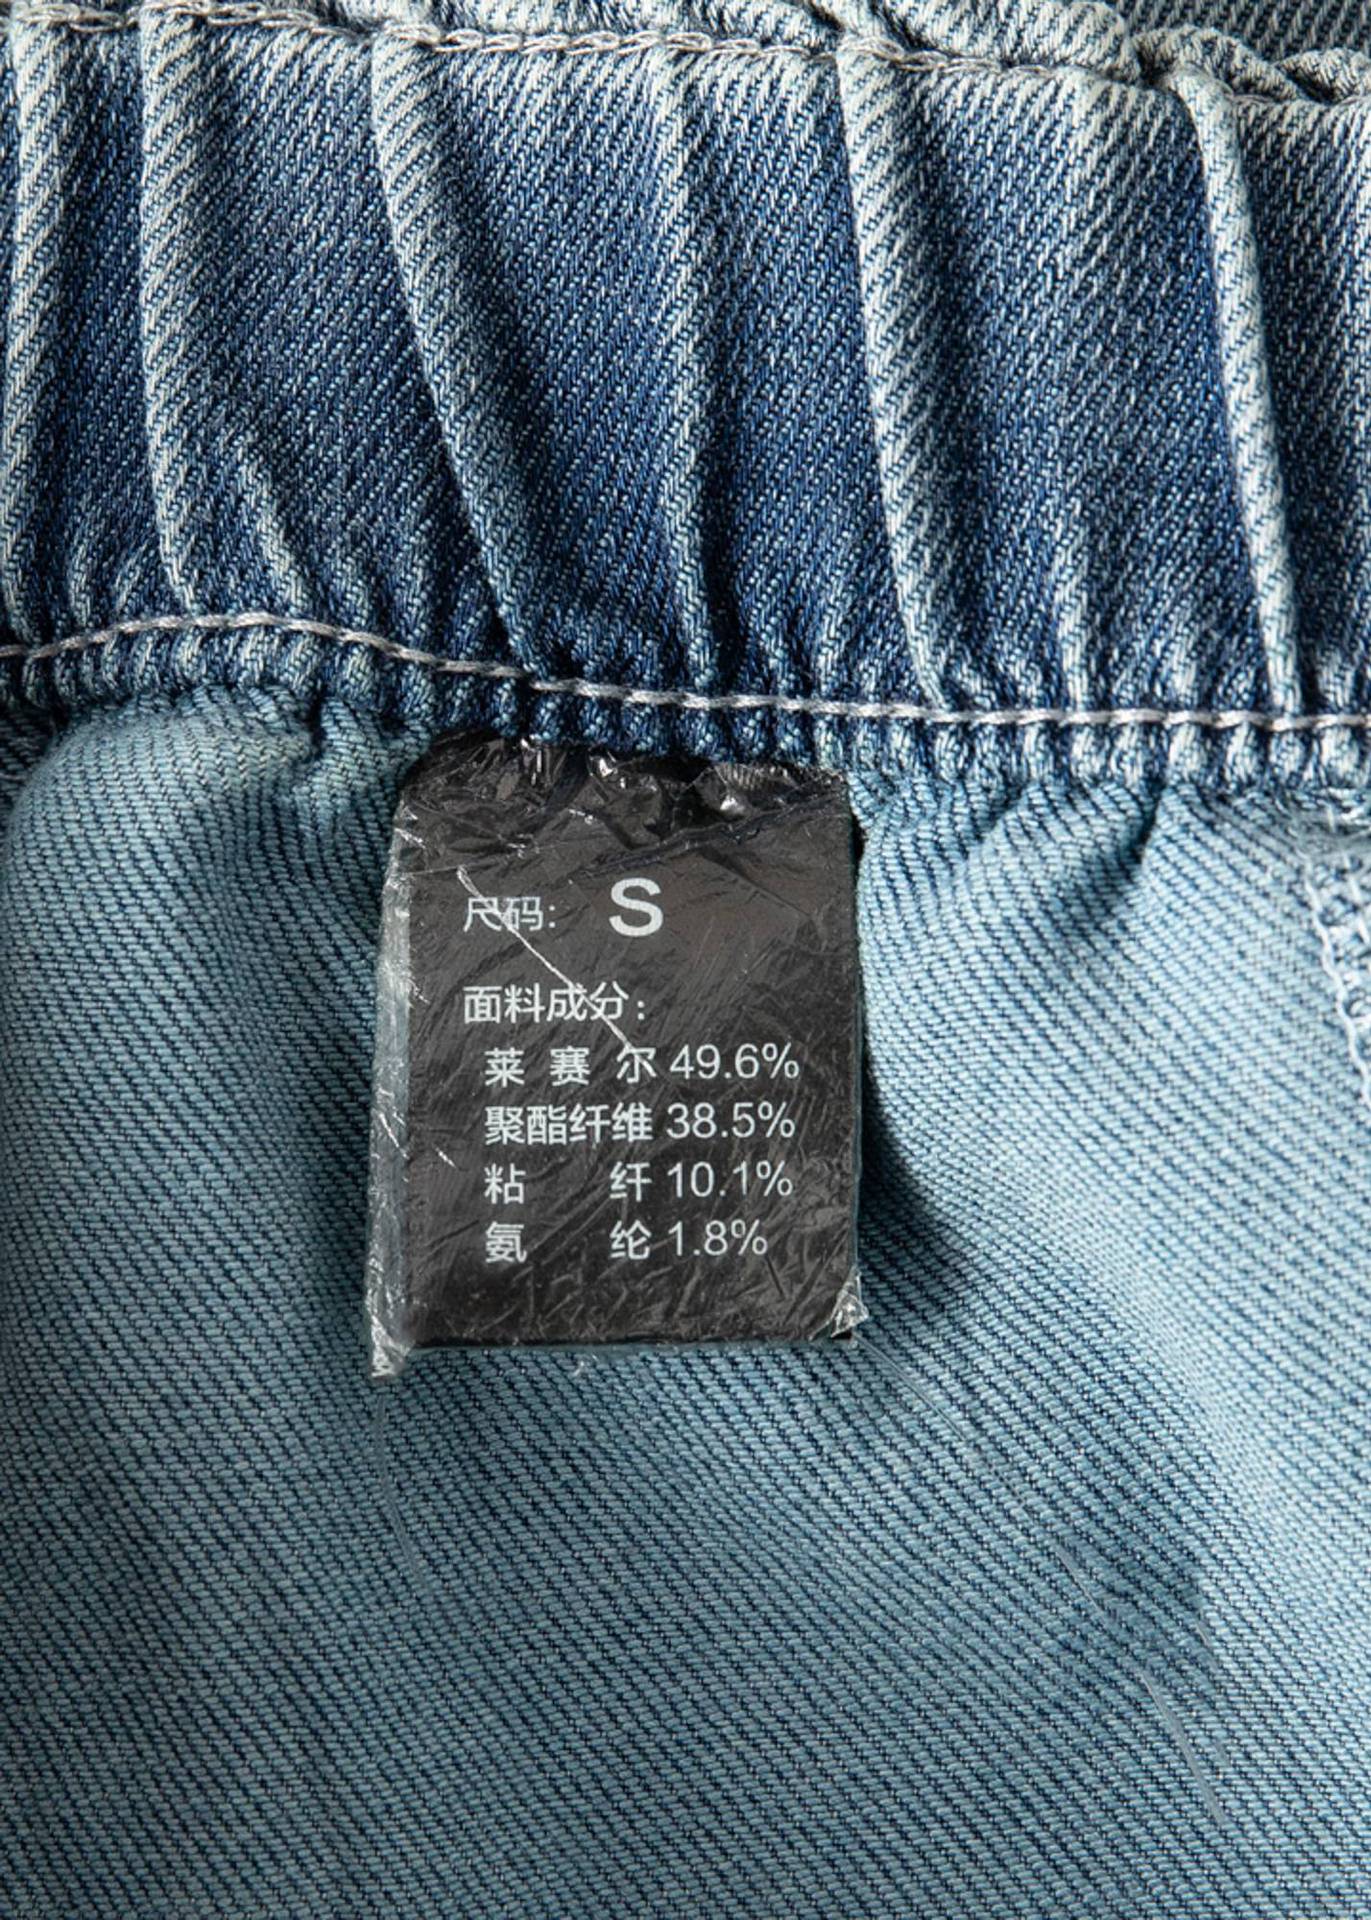 尺码: S
面料成分:
莱 赛 尔 49.6%
聚酯纤维 38.5%
粘 纤 10.1%
氨 纶 1.8%